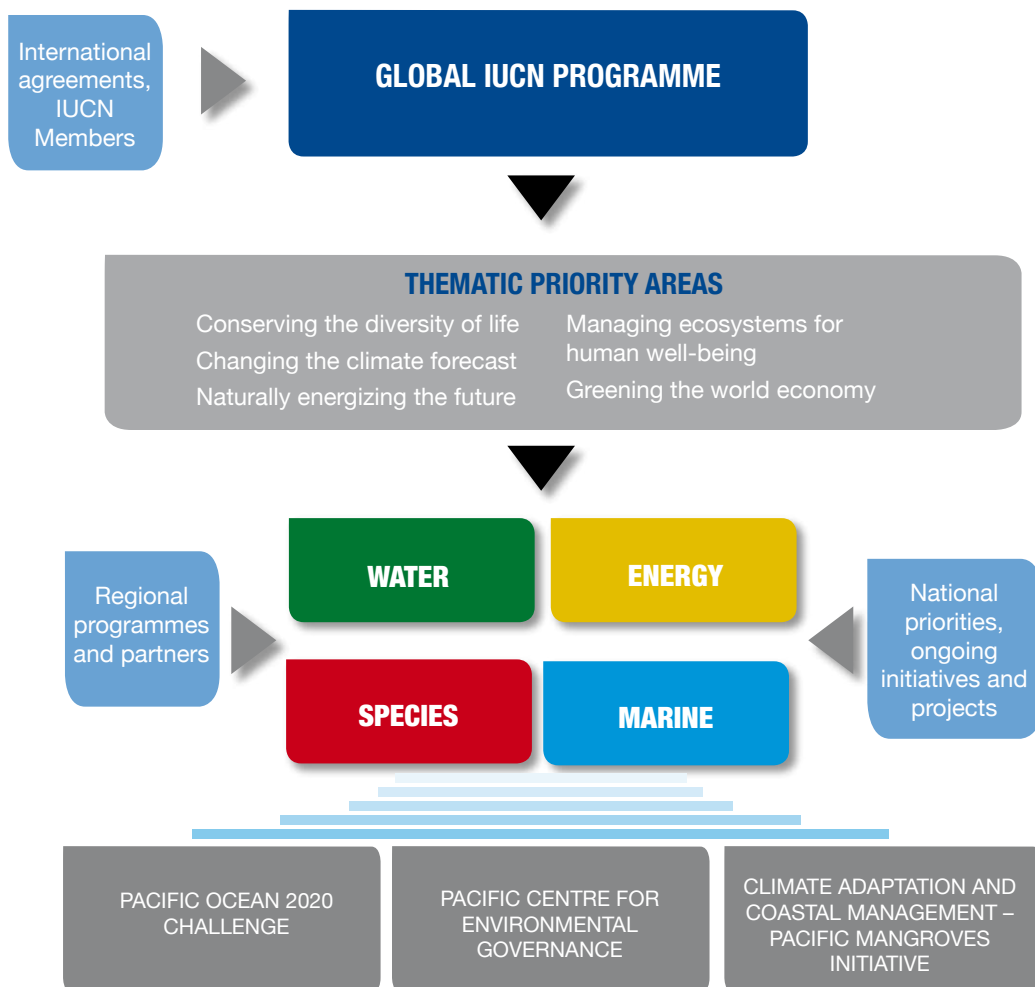 International
agreements,
IUCN
Members
GLOBAL IUCN PROGRAMME
THEMATIC PRIORITY AREAS
Conserving the diversity of life
Changing the climate forecast
Naturally energizing the future
Managing ecosystems for
human well-being
Greening the world economy
Regional
programmes
and partners
WATER
ENERGY
SPECIES
MARINE
National
priorities,
ongoing
initiatives and
projects
PACIFIC OCEAN 2020
CHALLENGE
PACIFIC CENTRE FOR
ENVIRONMENTAL
GOVERNANCE
CLIMATE ADAPTATION AND
COASTAL MANAGEMENT –
PACIFIC MANGROVES
INITIATIVE